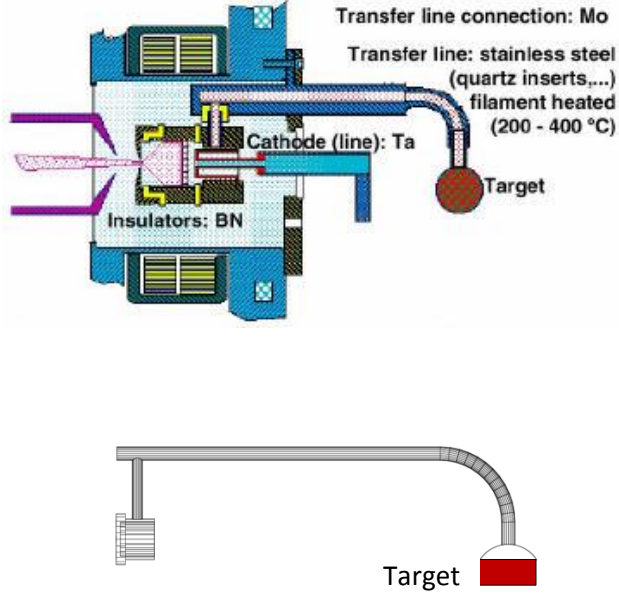 Transfer line connection: Mo
Transfer line: stainless steel
(quartz inserts,...)
filament heated
(200 - 400 °C)
Cathode (line): Ta
Target
Insulators: BN
Target